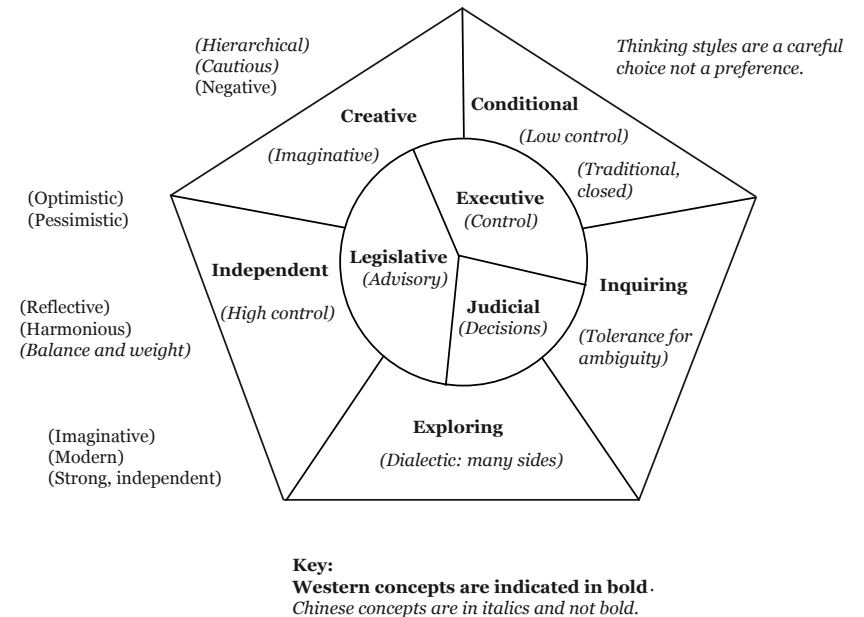 (Hierarchical)
(Cautious)
(Negative)
Thinking styles are a careful
choice not a preference.
Creative
(Imaginative)
Conditional
(Low control)
(Traditional,
closed)
(Optimistic)
(Pessimistic)
Executive
(Control)
Legislative
(Advisory)
Judicial
(Decisions)
Independent
(High control)
Inquiring
(Tolerance for
ambiguity)
(Reflective)
(Harmonious)
(Balance and weight)
Exploring
(Dialectic: many sides)
(Imaginative)
(Modern)
(Strong, independent)
Key:
Western concepts are indicated in bold.
Chinese concepts are in italics and not bold.